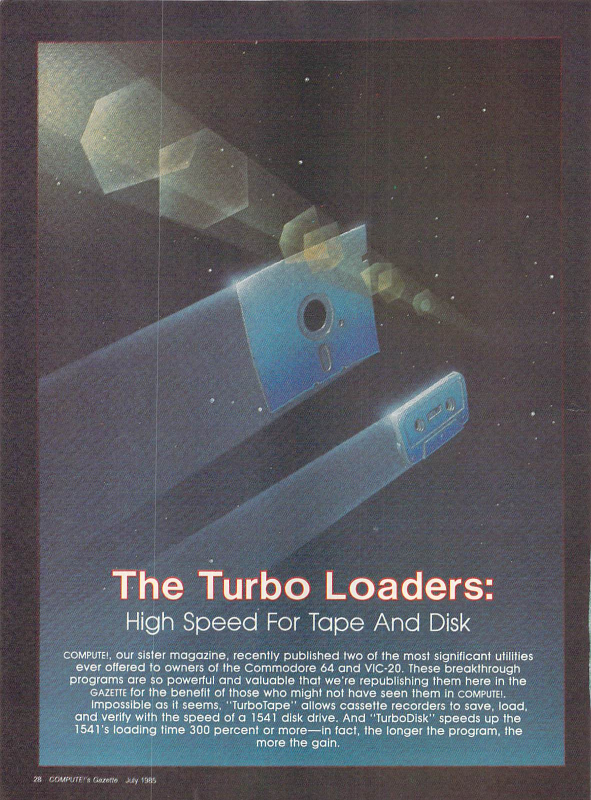 The Turbo Loaders:
High Speed For Tape And Disk
COMPUTE!, our sister magazine, recently published two of the most significant utilities
ever offered to owners of the Commodore 64 and VIC-20. These breakthrough
programs are so powerful and valuable that we're republishing them here in the
GAZETTE for the benefit of those who might not have seen them in COMPUTE!.
Impossible as it seems, "TurboTape" allows cassette recorders to save, load,
and verify with the speed of a 1541 disk drive. And "TurboDisk" speeds up the
1541's loading time 300 percent or more—in fact, the longer the program, the
more the gain.
28 COMPUTE!'s Gazette July 1985